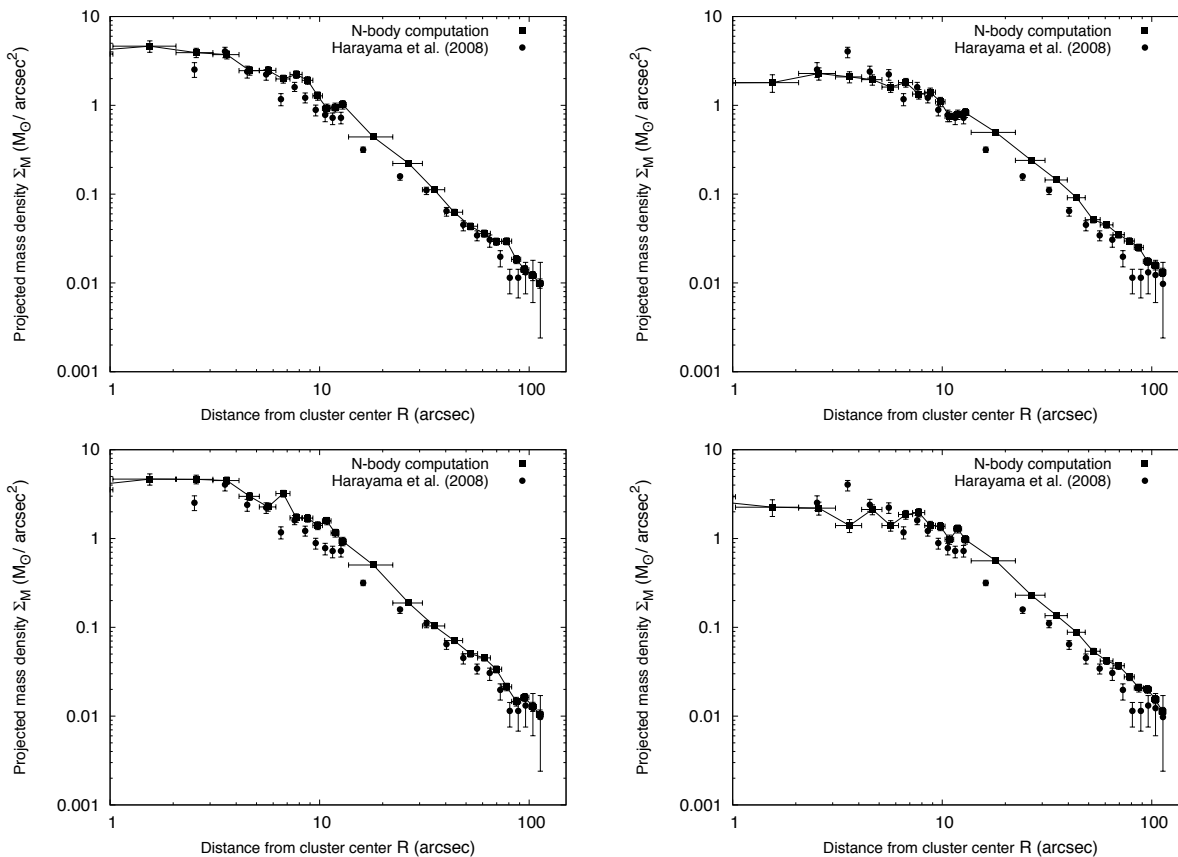 10
1
0.1
0.01
0.001
1 10 100
Projected mass density Σ_M (M_⊙/ arcsec²)
Distance from cluster center R (arcsec)
N-body computation
Harayama et al. (2008)
10
1
0.1
0.01
0.001
1 10 100
Projected mass density Σ_M (M_⊙/ arcsec²)
Distance from cluster center R (arcsec)
N-body computation
Harayama et al. (2008)
10
1
0.1
0.01
0.001
1 10 100
Projected mass density Σ_M (M_⊙/ arcsec²)
Distance from cluster center R (arcsec)
N-body computation
Harayama et al. (2008)
10
1
0.1
0.01
0.001
1 10 100
Projected mass density Σ_M (M_⊙/ arcsec²)
Distance from cluster center R (arcsec)
N-body computation
Harayama et al. (2008)